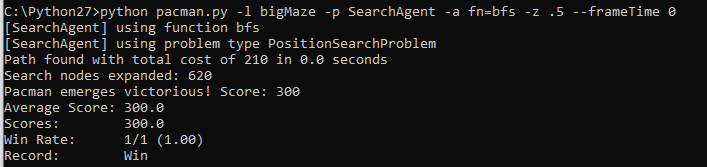 C:\Python27>python pacman.py -l bigMaze -p SearchAgent -a fn=bfs -z .5 --frameTime 0
[SearchAgent] using function bfs
[SearchAgent] using problem type PositionSearchProblem
Path found with total cost of 210 in 0.0 seconds
Search nodes expanded: 620
Pacman emerges victorious! Score: 300
Average Score: 300.0
Scores:        300.0
Win Rate:      1/1 (1.00)
Record:        Win